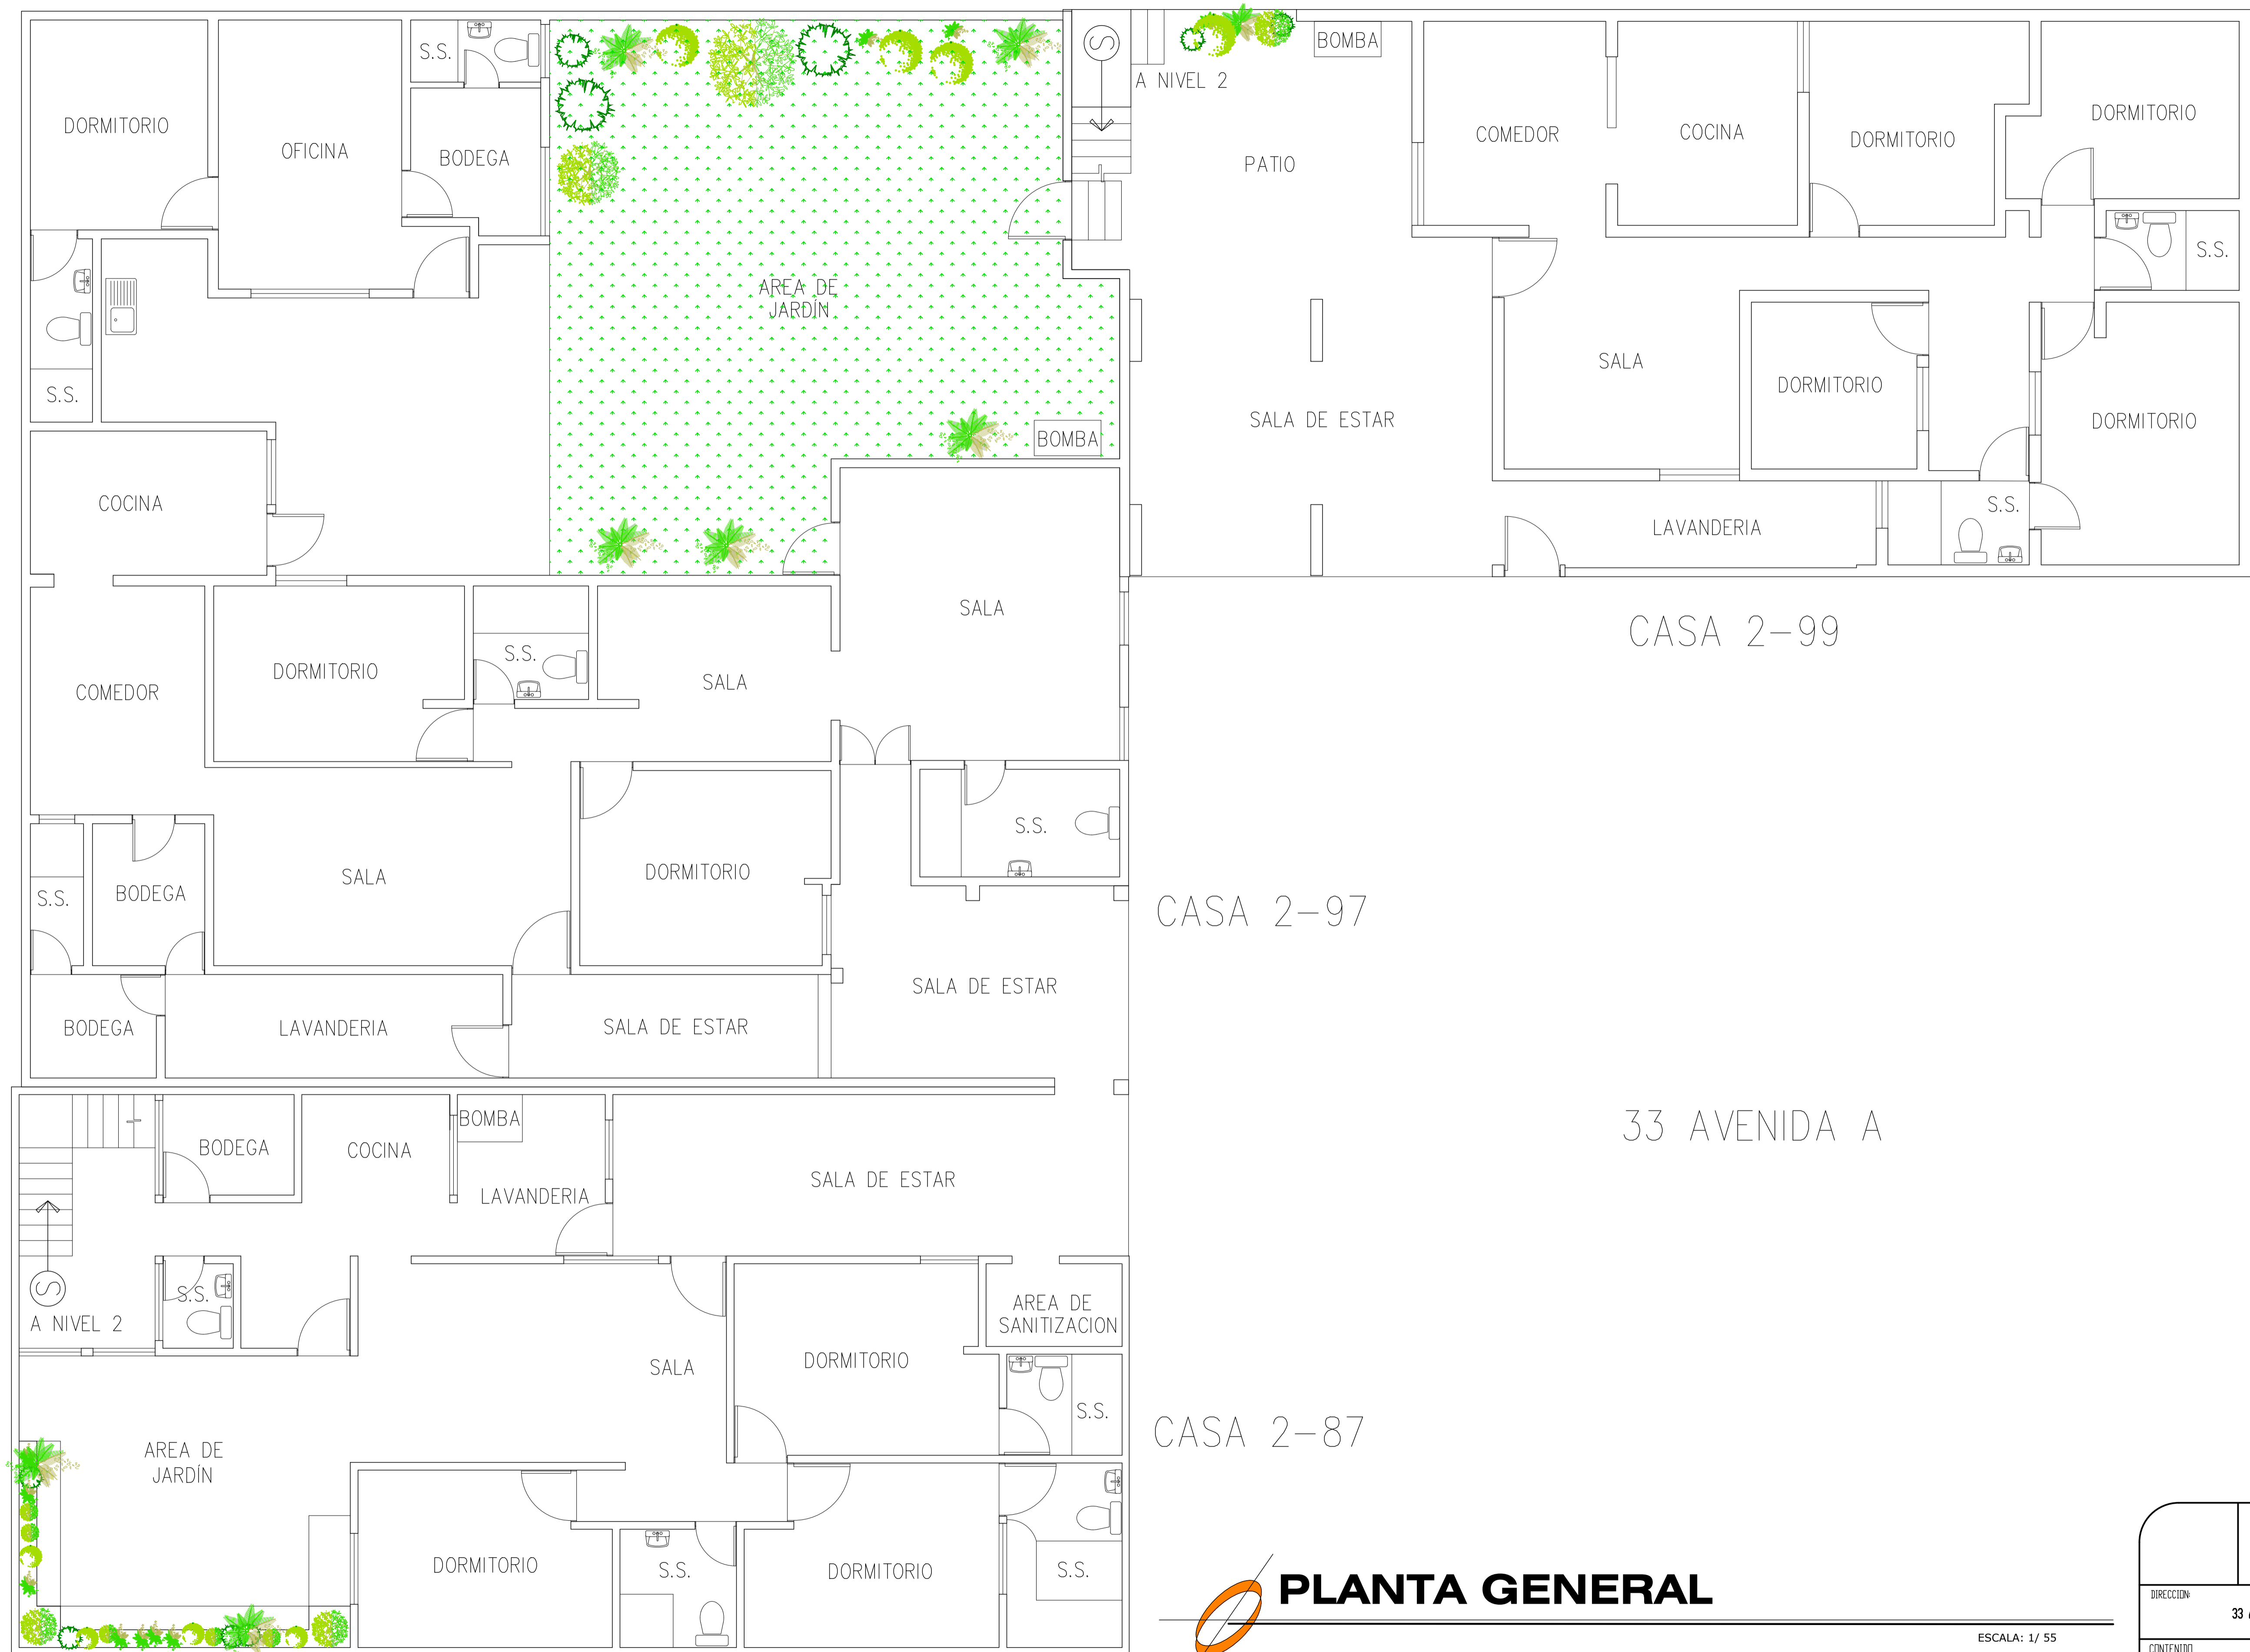 DORMITORIO
OFICINA
S.S.
BODEGA
S
A NIVEL 2
BOMBA
PATIO
COMEDOR
COCINA
DORMITORIO
DORMITORIO
S.S.
AREA DE
JARDÍN
S.S.
SALA
DORMITORIO
DORMITORIO
SALA DE ESTAR
BOMBA
COCINA
LAVANDERIA
S.S.
SALA
CASA 2-99
COMEDOR
DORMITORIO
S.S.
SALA
S.S.
SALA
DORMITORIO
S.S.
BODEGA
CASA 2-97
SALA DE ESTAR
BODEGA
LAVANDERIA
SALA DE ESTAR
BODEGA
COCINA
BOMBA
LAVANDERIA
SALA DE ESTAR
33 AVENIDA A
S
A NIVEL 2
S.S.
AREA DE
SANITIZACION
SALA
DORMITORIO
S.S.
CASA 2-87
AREA DE
JARDÍN
DORMITORIO
S.S.
DORMITORIO
S.S.
PLANTA GENERAL
ESCALA: 1/ 55
DIRECCION:
33
CONTENIDO